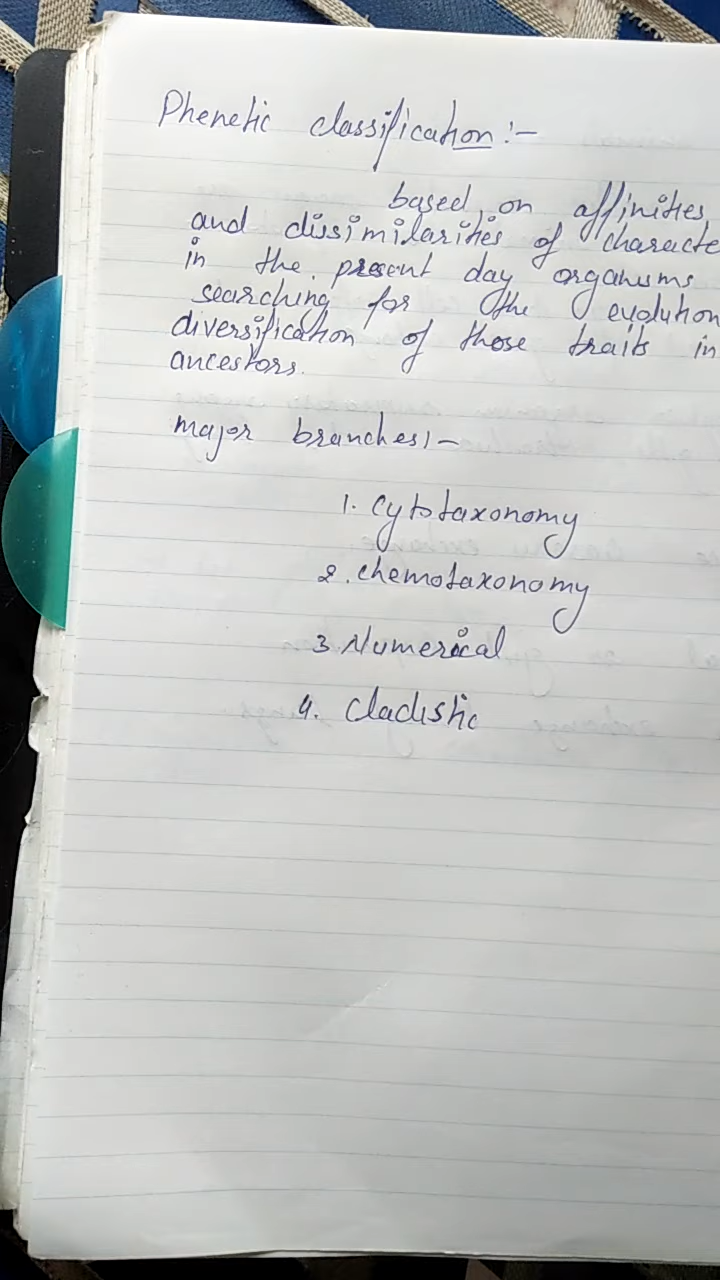 Phenetic classification :-
based on affinities
and dissimilarities of characte
in the present day organisms
searching for the evolution
diversification of those traits in
ancestors.
major branches :-
1. Cytotaxonomy
2. chemotaxonomy
3 Numerical
4. Cladistic